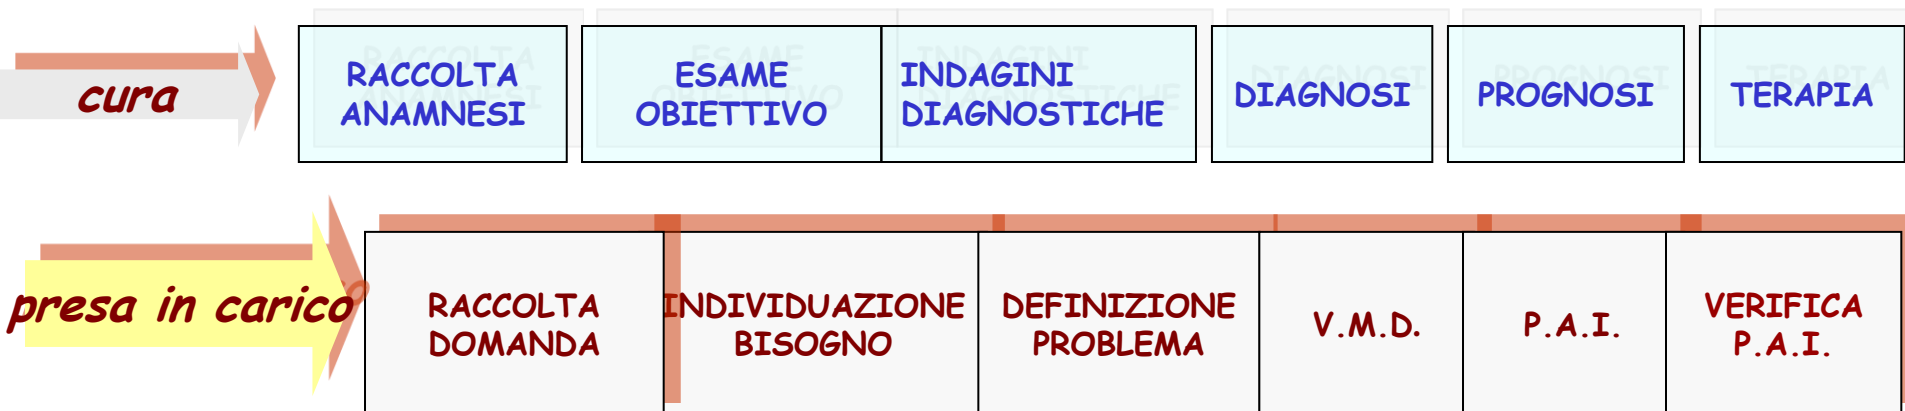 cura
RACCOLTA
ANAMNESI
ESAME
OBIETTIVO
INDAGINI
DIAGNOSTICHE
DIAGNOSI
PROGNOSI
TERAPIA
presa in carico
RACCOLTA
DOMANDA
INDIVIDUAZIONE
BISOGNO
DEFINIZIONE
PROBLEMA
V.M.D.
P.A.I.
VERIFICA
P.A.I.